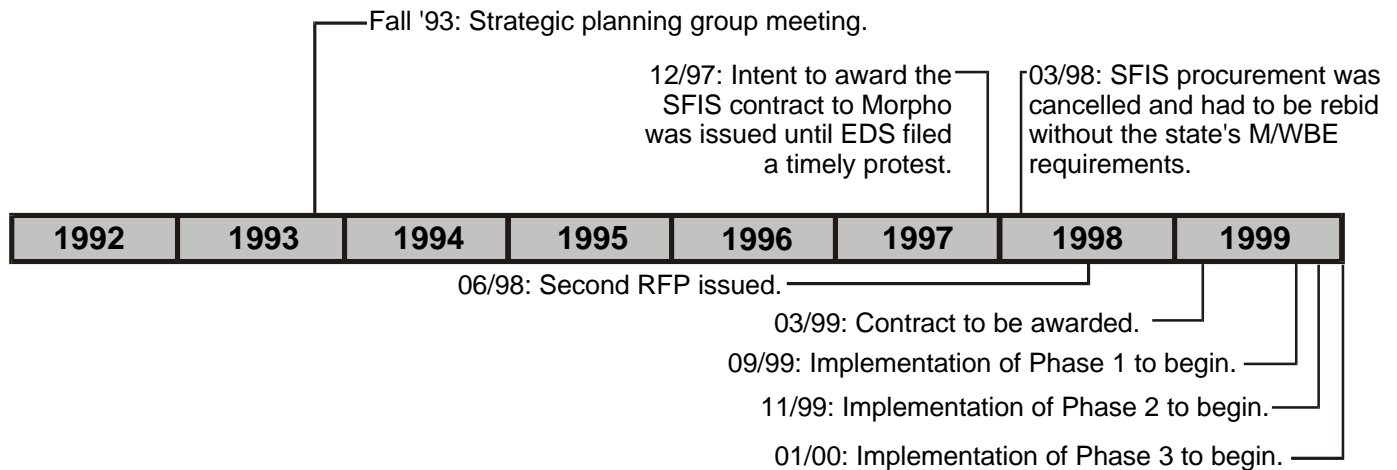 Fall '93: Strategic planning group meeting.
12/97: Intent to award the
SFIS contract to Morpho
was issued until EDS filed
a timely protest.
03/98: SFIS procurement was
cancelled and had to be rebid
without the state's M/WBE
requirements.
1992 1993 1994 1995 1996 1997 1998 1999
06/98: Second RFP issued.
03/99: Contract to be awarded.
09/99: Implementation of Phase 1 to begin.
11/99: Implementation of Phase 2 to begin.
01/00: Implementation of Phase 3 to begin.